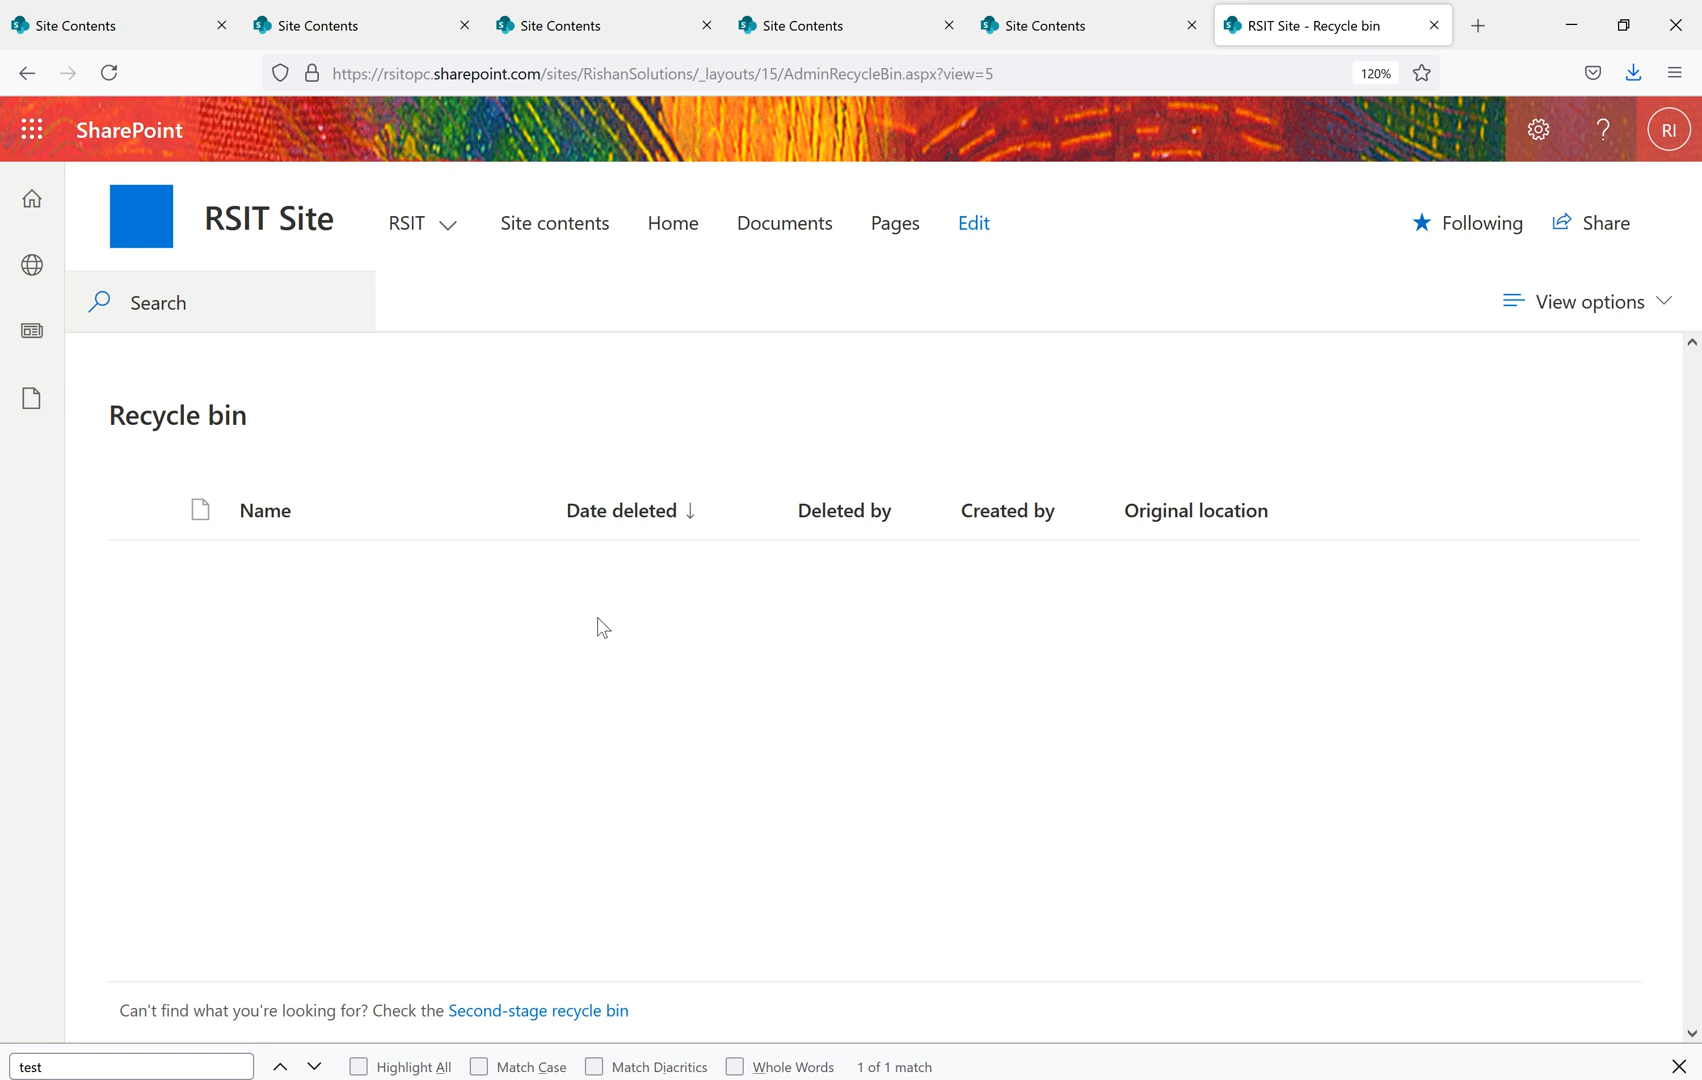 Site Contents
Site Contents
Site Contents
Site Contents
Site Contents
RSIT Site - Recycle bin
https://rsitopc.sharepoint.com/sites/RishanSolutions/_layouts/15/AdminRecycleBin.aspx?view=5
120%
SharePoint
?
RI
RSIT Site
RSIT
Site contents
Home
Documents
Pages
Edit
Following
Share
Search
View options
Recycle bin
Name
Date deleted ↓
Deleted by
Created by
Original location
Can't find what you're looking for? Check the Second-stage recycle bin
test
Highlight All
Match Case
Match Diacritics
Whole Words
1 of 1 match